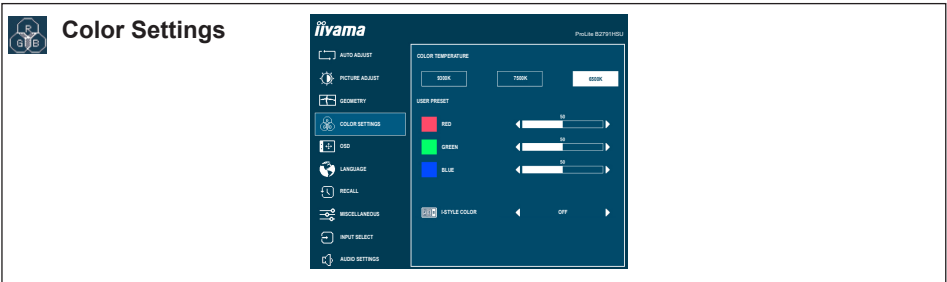 R
G B
Color Settings
iiyama
ProLite B2791HSU
AUTO ADJUST
PICTURE ADJUST
GEOMETRY
COLOR SETTINGS
OSD
LANGUAGE
RECALL
MISCELLANEOUS
INPUT SELECT
AUDIO SETTINGS
COLOR TEMPERATURE
9300K
7500K
6500K
USER PRESET
RED
50
GREEN
50
BLUE
50
i-STYLE COLOR
OFF